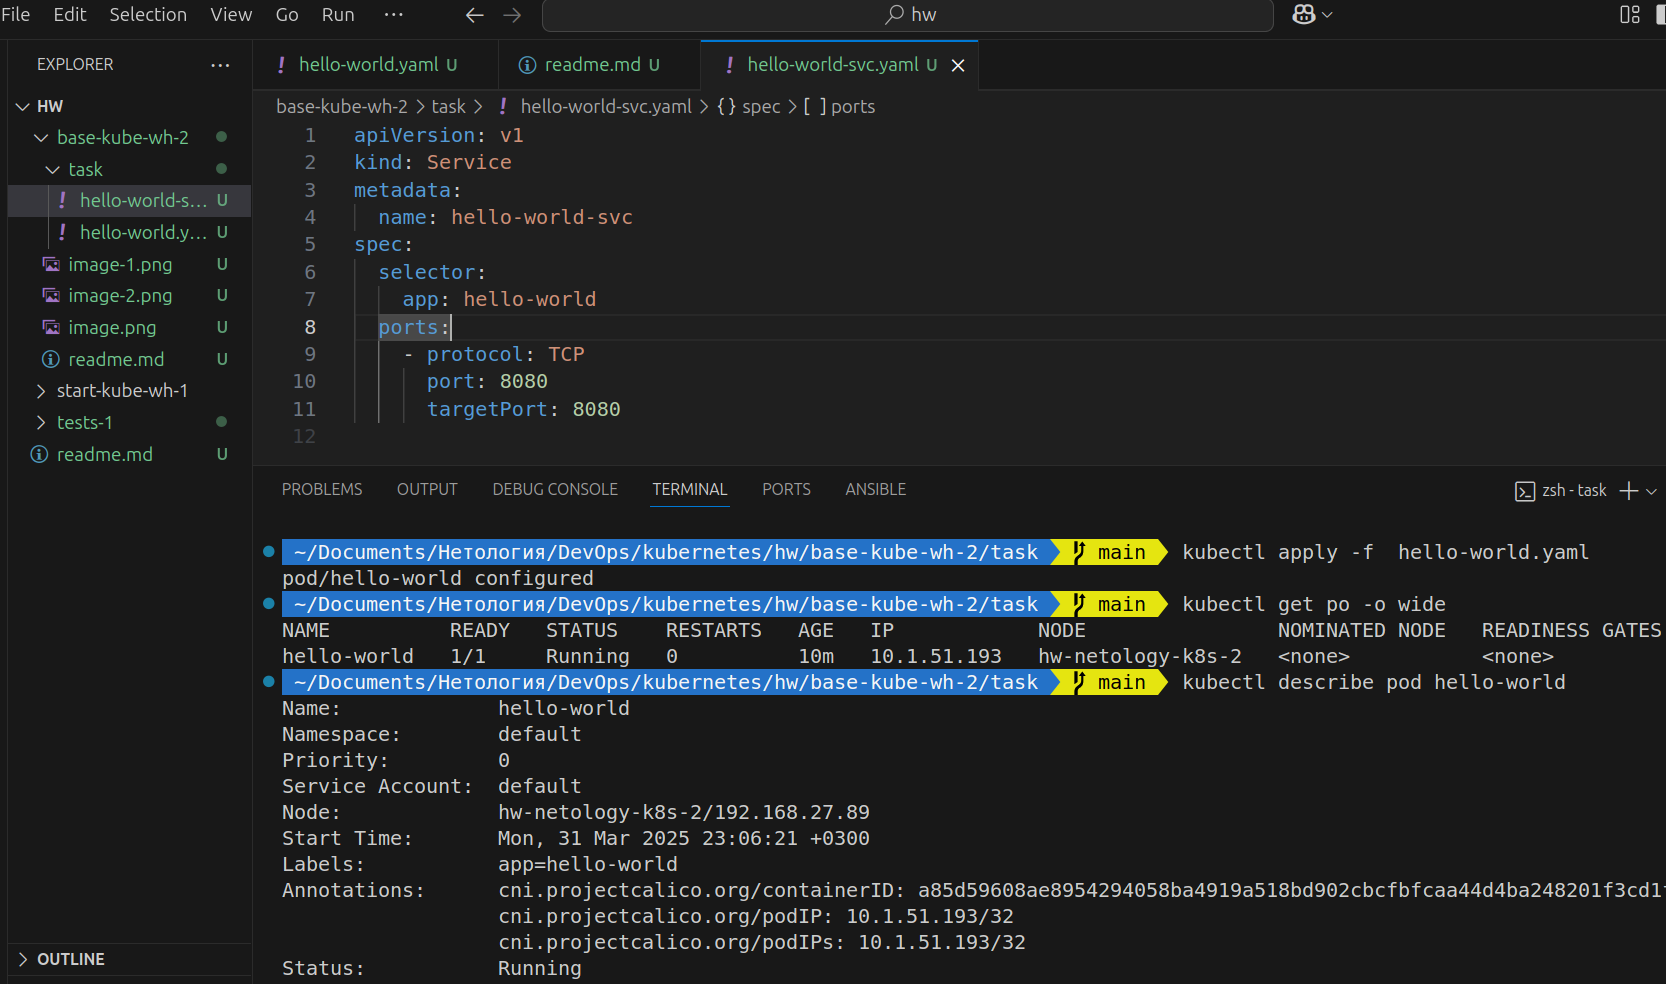 File Edit Selection View Go Run ··· hw
EXPLORER ···
HW
base-kube-wh-2
task
hello-world-s... U
hello-world.y... U
image-1.png U
image-2.png U
image.png U
readme.md U
start-kube-wh-1
tests-1
readme.md U
OUTLINE
hello-world.yaml U readme.md U hello-world-svc.yaml U
base-kube-wh-2 > task > ! hello-world-svc.yaml > {} spec > [ ] ports
1 apiVersion: v1
2 kind: Service
3 metadata:
4 name: hello-world-svc
5 spec:
6 selector:
7 app: hello-world
8 ports:
9 - protocol: TCP
10 port: 8080
11 targetPort: 8080
12
PROBLEMS OUTPUT DEBUG CONSOLE TERMINAL PORTS ANSIBLE zsh - task
~/Documents/Нетология/DevOps/kubernetes/hw/base-kube-wh-2/task main kubectl apply -f  hello-world.yaml
pod/hello-world configured
~/Documents/Нетология/DevOps/kubernetes/hw/base-kube-wh-2/task main kubectl get po -o wide
NAME READY STATUS RESTARTS AGE IP NODE NOMINATED NODE READINESS GATES
hello-world 1/1 Running 0 10m 10.1.51.193 hw-netology-k8s-2 <none> <none>
~/Documents/Нетология/DevOps/kubernetes/hw/base-kube-wh-2/task main kubectl describe pod hello-world
Name: hello-world
Namespace: default
Priority: 0
Service Account: default
Node: hw-netology-k8s-2/192.168.27.89
Start Time: Mon, 31 Mar 2025 23:06:21 +0300
Labels: app=hello-world
Annotations: cni.projectcalico.org/containerID: a85d59608ae8954294058ba4919a518bd902cbcfbfcaa44d4ba248201f3cd1
cni.projectcalico.org/podIP: 10.1.51.193/32
cni.projectcalico.org/podIPs: 10.1.51.193/32
Status: Running